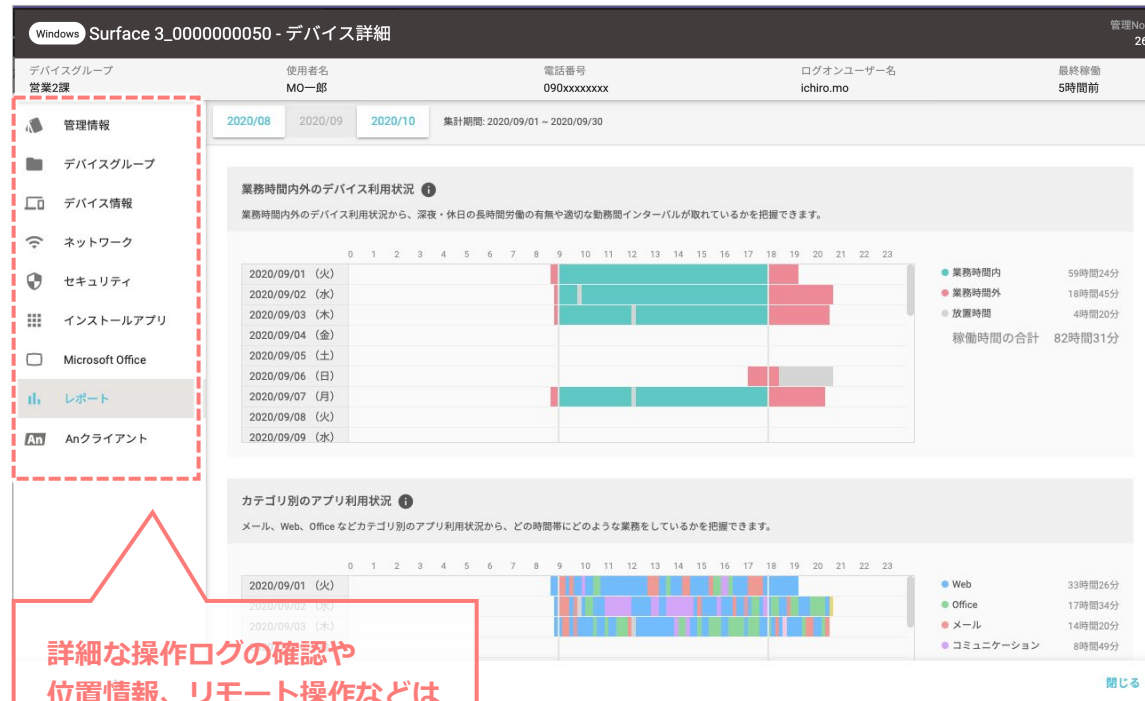 Windows Surface 3_0000000050 - デバイス詳細
管理No
26
デバイスグループ 使用者名 電話番号 ログオンユーザー名 最終稼働
営業2課 MO一郎 090xxxxxxxx ichiro.mo 5時間前
管理情報
デバイスグループ
デバイス情報
ネットワーク
セキュリティ
インストールアプリ
Microsoft Office
レポート
An Anクライアント
2020/08 2020/09 2020/10 集計期間: 2020/09/01 ~ 2020/09/30
業務時間内外のデバイス利用状況
業務時間内外のデバイス利用状況から、深夜・休日の長時間労働の有無や適切な勤務間インターバルが取れているかを把握できます。
0 1 2 3 4 5 6 7 8 9 10 11 12 13 14 15 16 17 18 19 20 21 22 23
2020/09/01 （火）
2020/09/02 （水）
2020/09/03 （木）
2020/09/04 （金）
2020/09/05 （土）
2020/09/06 （日）
2020/09/07 （月）
2020/09/08 （火）
2020/09/09 （水）
業務時間内 59時間24分
業務時間外 18時間45分
放置時間 4時間20分
稼働時間の合計 82時間31分
カテゴリ別のアプリ利用状況
メール、Web、Office などカテゴリ別のアプリ利用状況から、どの時間帯にどのような業務をしているかを把握できます。
0 1 2 3 4 5 6 7 8 9 10 11 12 13 14 15 16 17 18 19 20 21 22 23
2020/09/01 （火）
2020/09/02 （水）
2020/09/03 （木）
Web 33時間26分
Office 17時間34分
メール 14時間20分
コミュニケーション 8時間49分
詳細な操作ログの確認や
位置情報、リモート操作などは
閉じる